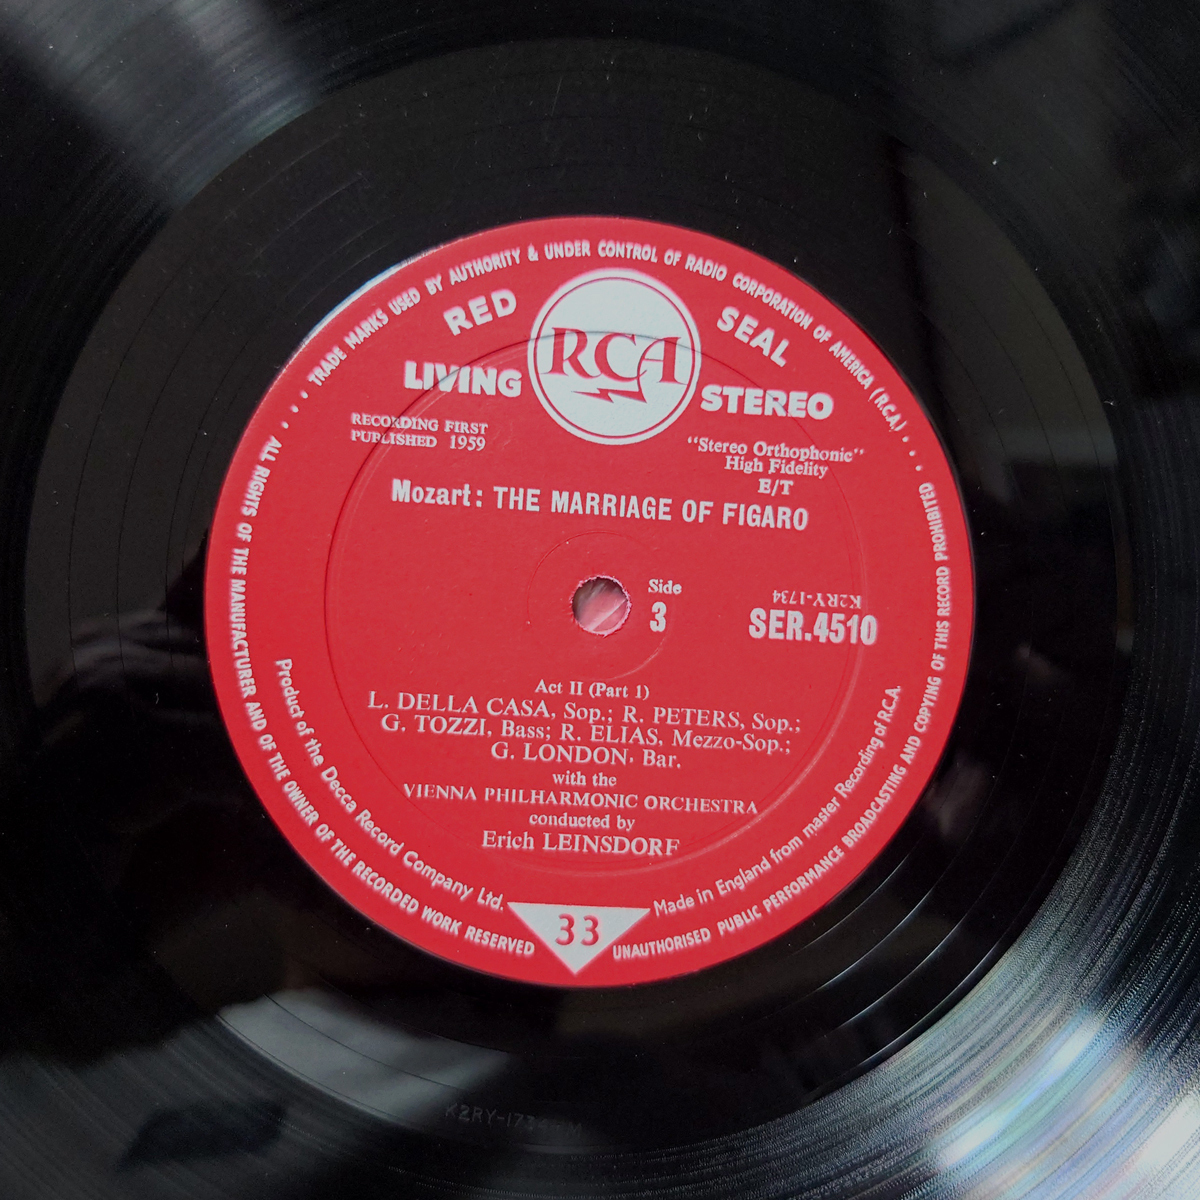 TRADE MARKS USED BY AUTHORITY & UNDER CONTROL OF RADIO CORPORATION OF AMERICA (R.C.A.)
RED SEAL
RCA
LIVING STEREO
RECORDING FIRST
PUBLISHED 1959
"Stereo Orthophonic"
High Fidelity
E/T
Mozart: THE MARRIAGE OF FIGARO
Side
3
K2RY-1734
SER.4510
Act II (Part 1)
L. DELLA CASA, Sop.; R. PETERS, Sop.;
G. TOZZI, Bass; R. ELIAS, Mezzo-Sop.;
G. LONDON, Bar.
with the
VIENNA PHILHARMONIC ORCHESTRA
conducted by
Erich LEINSDORF
Product of the Decca Record Company Ltd.
Made in England from master Recording of R.C.A.
33
ALL RIGHTS OF THE MANUFACTURER AND OF THE OWNER OF THE RECORDED WORK RESERVED
UNAUTHORISED PUBLIC PERFORMANCE BROADCASTING AND COPYING OF THIS RECORD PROHIBITED